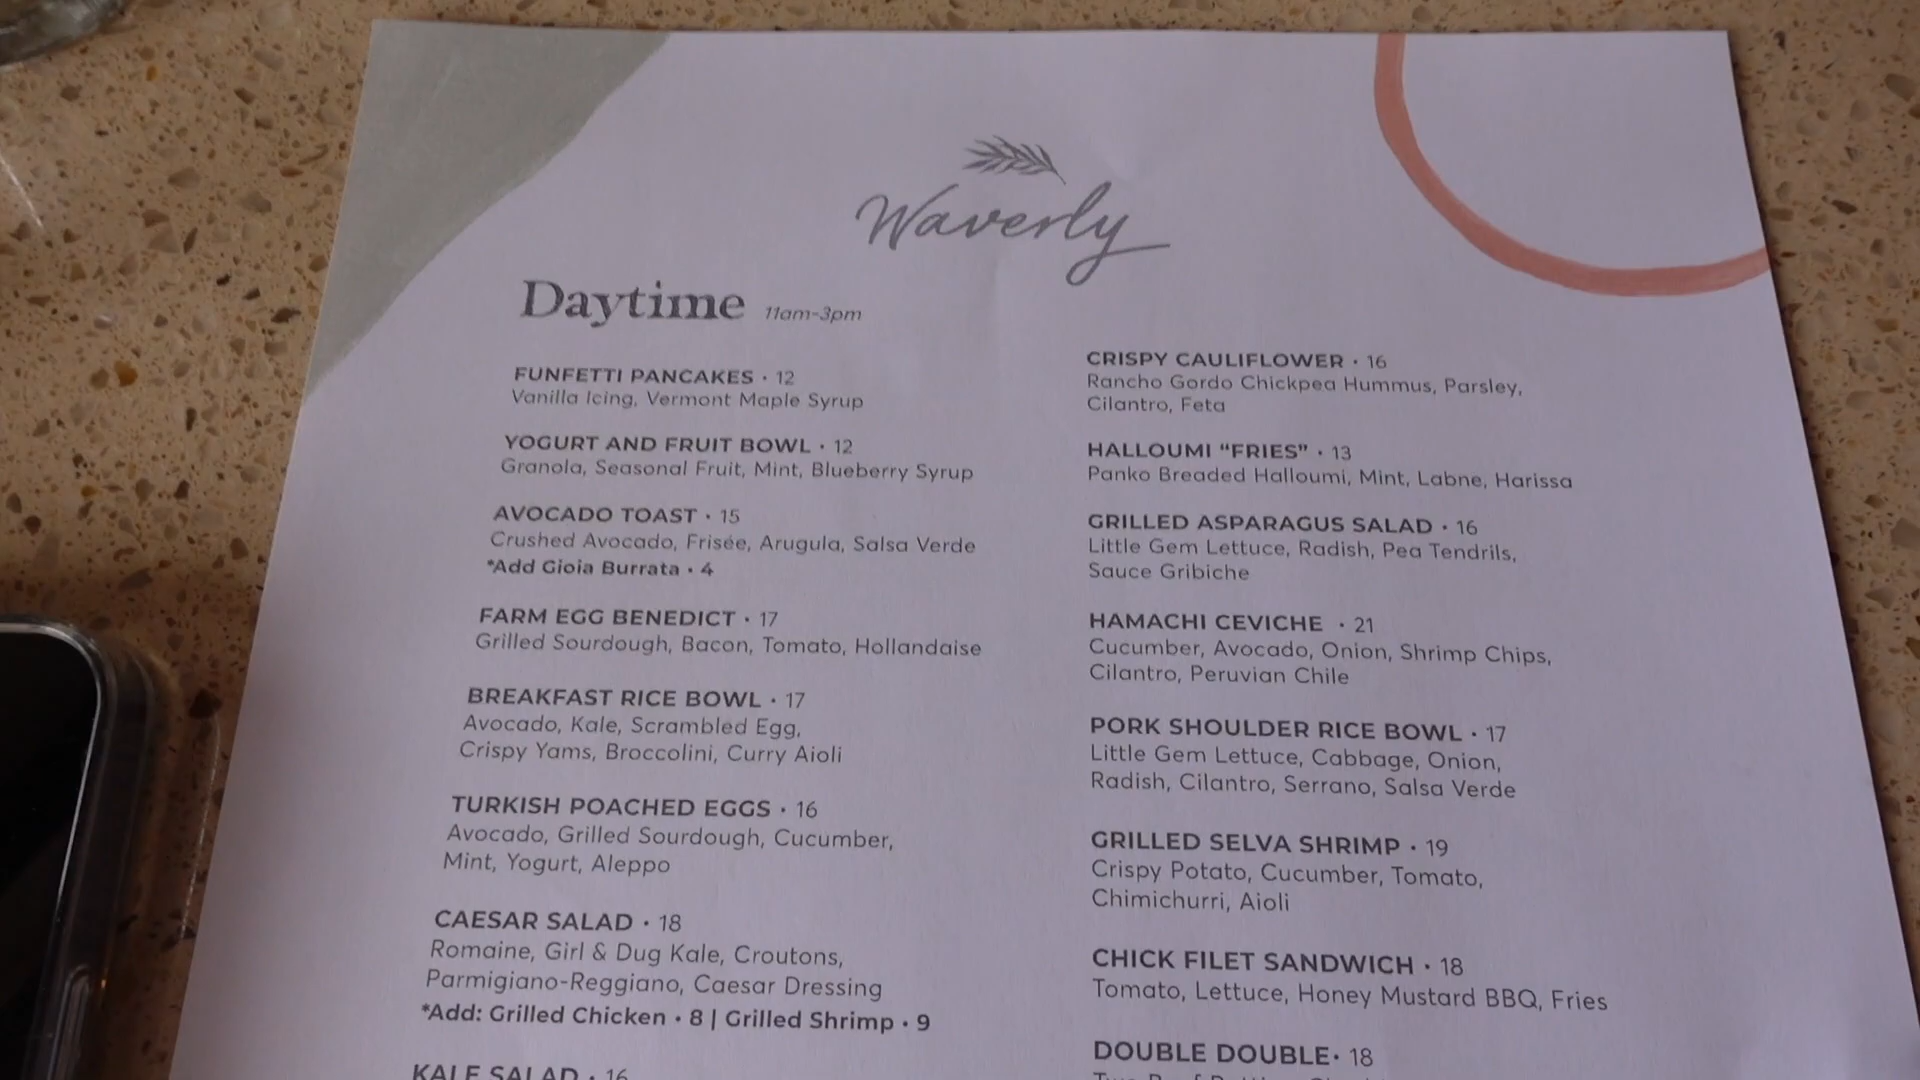 Waverly
Daytime 11am-3pm
FUNFETTI PANCAKES • 12
Vanilla Icing, Vermont Maple Syrup
YOGURT AND FRUIT BOWL • 12
Granola, Seasonal Fruit, Mint, Blueberry Syrup
AVOCADO TOAST • 15
Crushed Avocado, Frisée, Arugula, Salsa Verde
*Add Gioia Burrata • 4
FARM EGG BENEDICT • 17
Grilled Sourdough, Bacon, Tomato, Hollandaise
BREAKFAST RICE BOWL • 17
Avocado, Kale, Scrambled Egg,
Crispy Yams, Broccolini, Curry Aioli
TURKISH POACHED EGGS • 16
Avocado, Grilled Sourdough, Cucumber,
Mint, Yogurt, Aleppo
CAESAR SALAD • 18
Romaine, Girl & Dug Kale, Croutons,
Parmigiano-Reggiano, Caesar Dressing
*Add: Grilled Chicken • 8 | Grilled Shrimp • 9
KALE SALAD • 16
CRISPY CAULIFLOWER • 16
Rancho Gordo Chickpea Hummus, Parsley,
Cilantro, Feta
HALLOUMI “FRIES” • 13
Panko Breaded Halloumi, Mint, Labne, Harissa
GRILLED ASPARAGUS SALAD • 16
Little Gem Lettuce, Radish, Pea Tendrils,
Sauce Gribiche
HAMACHI CEVICHE • 21
Cucumber, Avocado, Onion, Shrimp Chips,
Cilantro, Peruvian Chile
PORK SHOULDER RICE BOWL • 17
Little Gem Lettuce, Cabbage, Onion,
Radish, Cilantro, Serrano, Salsa Verde
GRILLED SELVA SHRIMP • 19
Crispy Potato, Cucumber, Tomato,
Chimichurri, Aioli
CHICK FILET SANDWICH • 18
Tomato, Lettuce, Honey Mustard BBQ, Fries
DOUBLE DOUBLE • 18